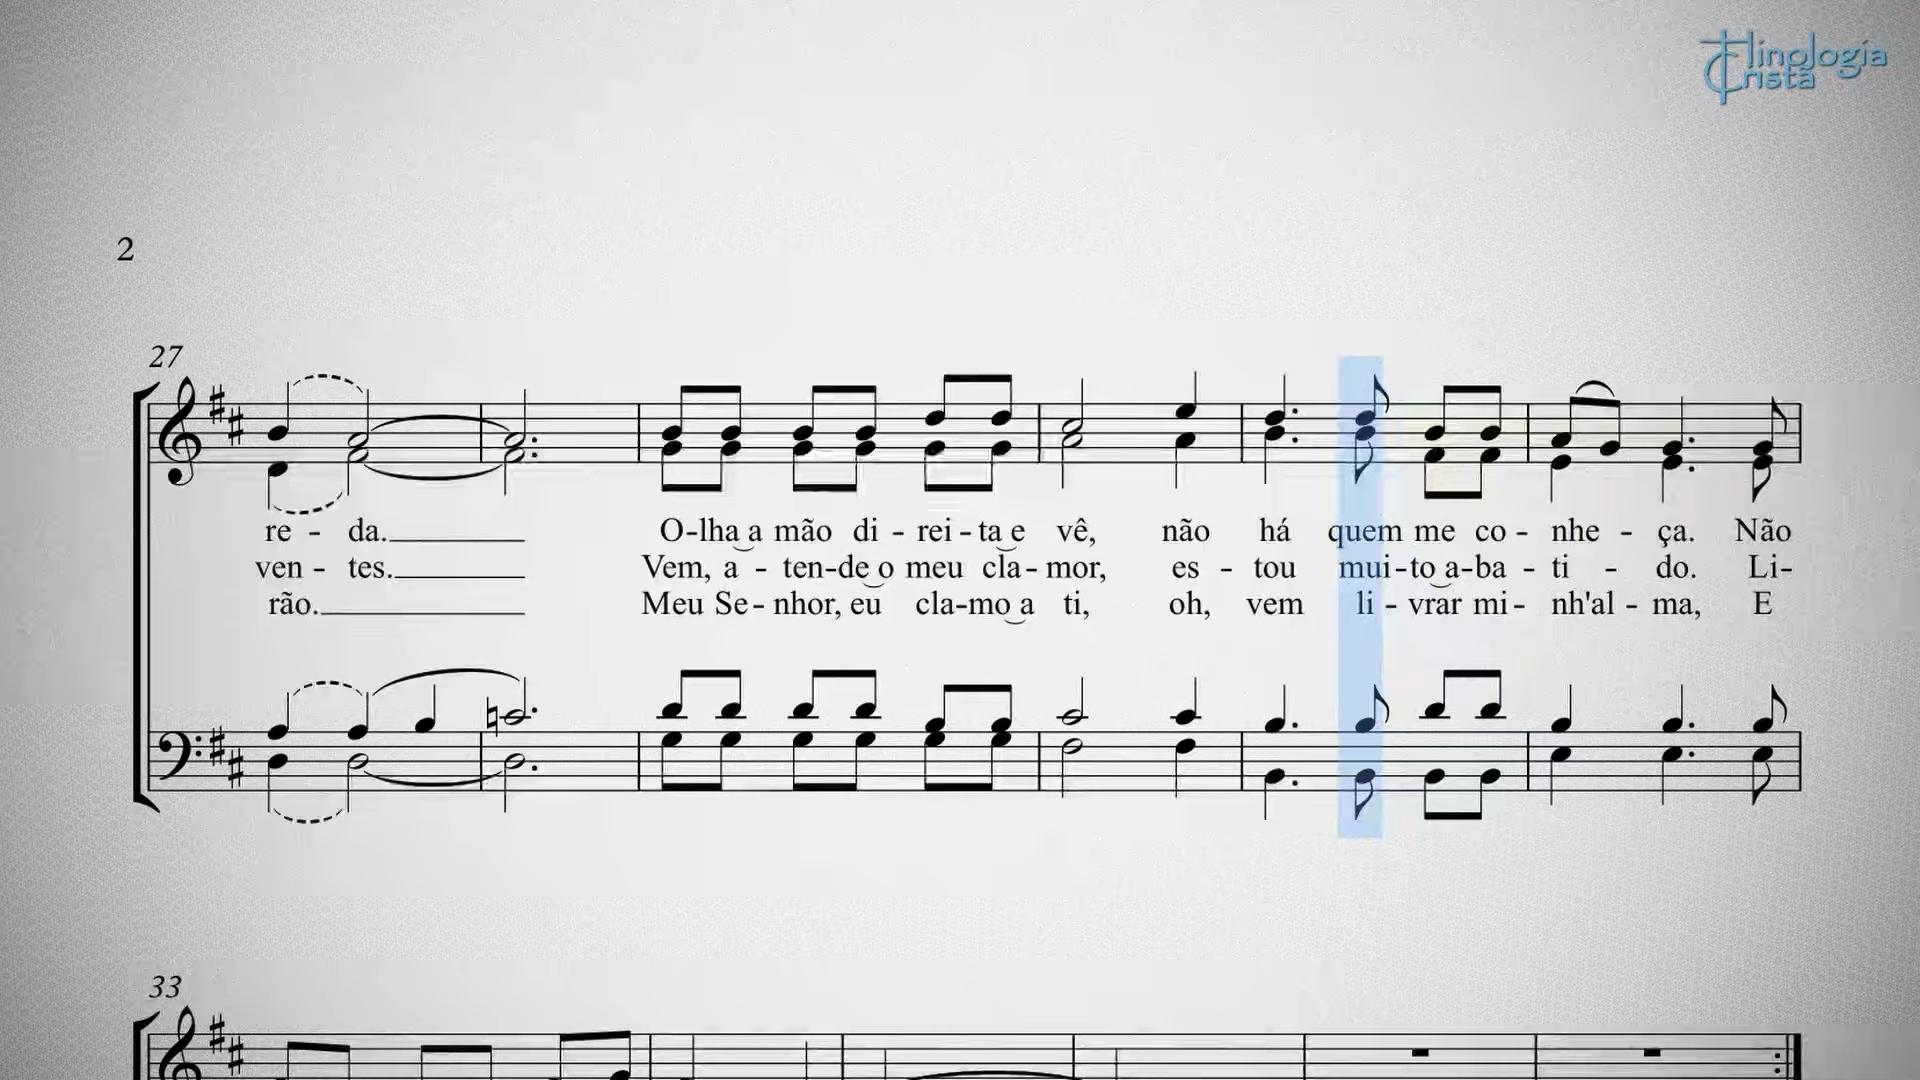 Hinologia
Cristã
2
27
re - da. O-lha a mão di - rei - ta e vê, não há quem me co - nhe - ça. Não
ven - tes. Vem, a - ten-de o meu cla - mor, es - tou mui-to a-ba - ti - do. Li-
rão. Meu Se - nhor, eu cla-mo a ti, oh, vem li - vrar mi - nh'al - ma, E
33